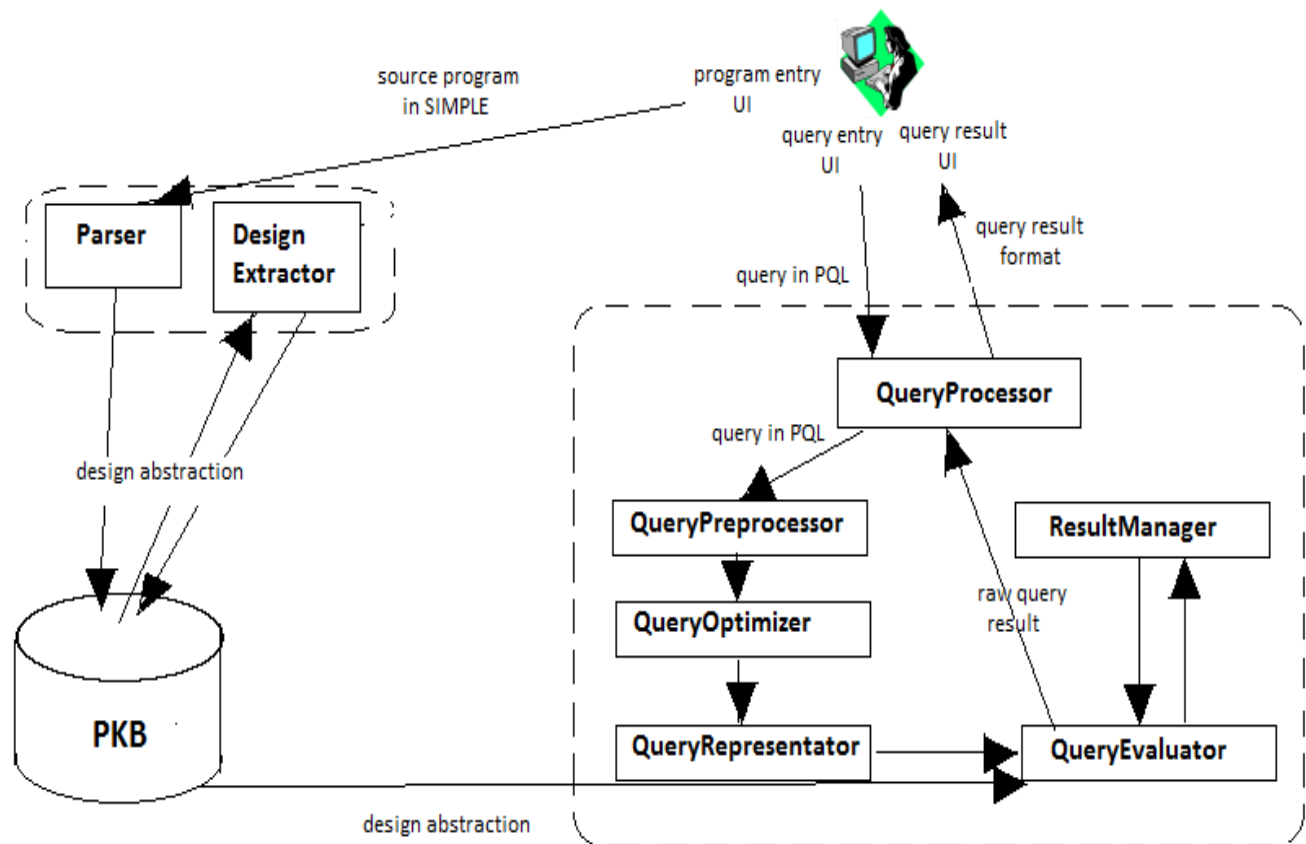 source program
in SIMPLE
program entry
UI
query entry
UI
query result
UI
Parser
Design
Extractor
query result
format
query in PQL
QueryProcessor
query in PQL
design abstraction
QueryPreprocessor
ResultManager
QueryOptimizer
raw query
result
PKB
QueryRepresentator
QueryEvaluator
design abstraction